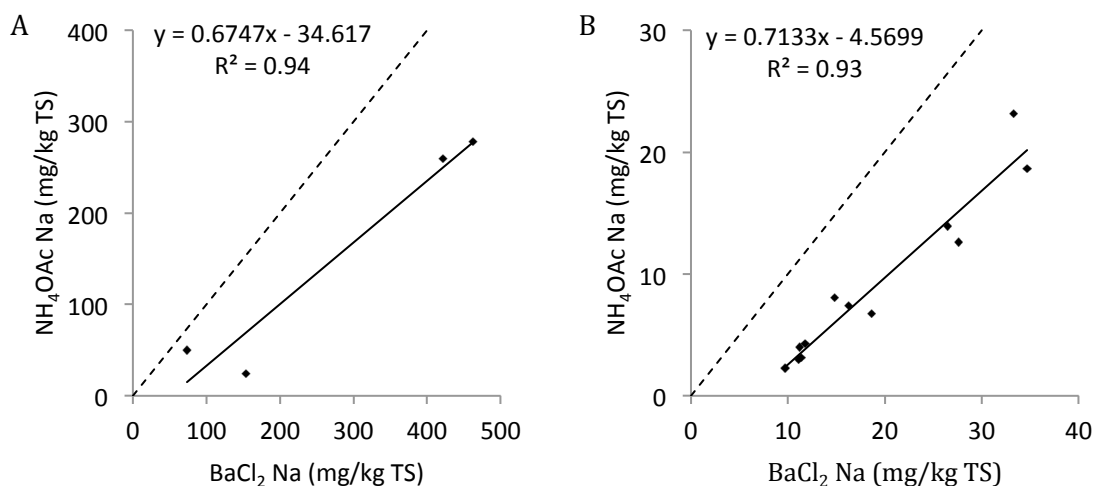 A
y = 0.6747x - 34.617
R² = 0.94
400
300
200
100
0
NH₄OAc Na (mg/kg TS)
0 100 200 300 400 500
BaCl₂ Na (mg/kg TS)
B
y = 0.7133x - 4.5699
R² = 0.93
30
20
10
0
NH₄OAc Na (mg/kg TS)
0 10 20 30 40
BaCl₂ Na (mg/kg TS)